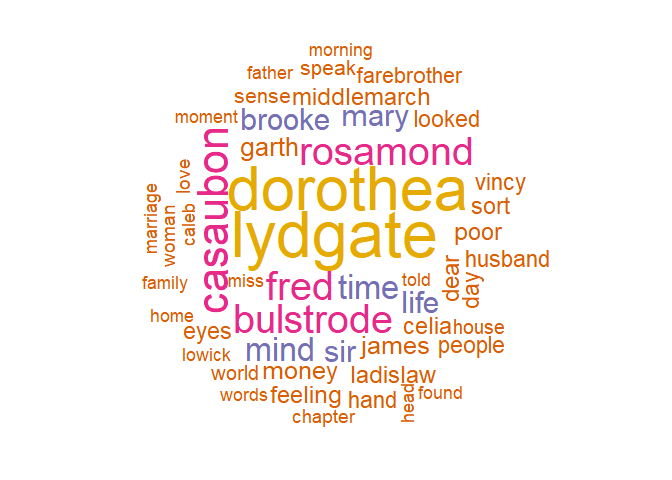 morning
father
speak
farebrother
sense
middlemarch
moment
brooke
mary
looked
garth
rosamond
casaubon
love
dorothea
vincy
sort
marriage
woman
caleb
lydgate
poor
husband
family
miss
fred
time
told
dear
day
life
home
bulstrode
celia
house
eyes
lowick
mind
sir
james
people
world
money
ladislaw
words
feeling
hand
head
found
chapter